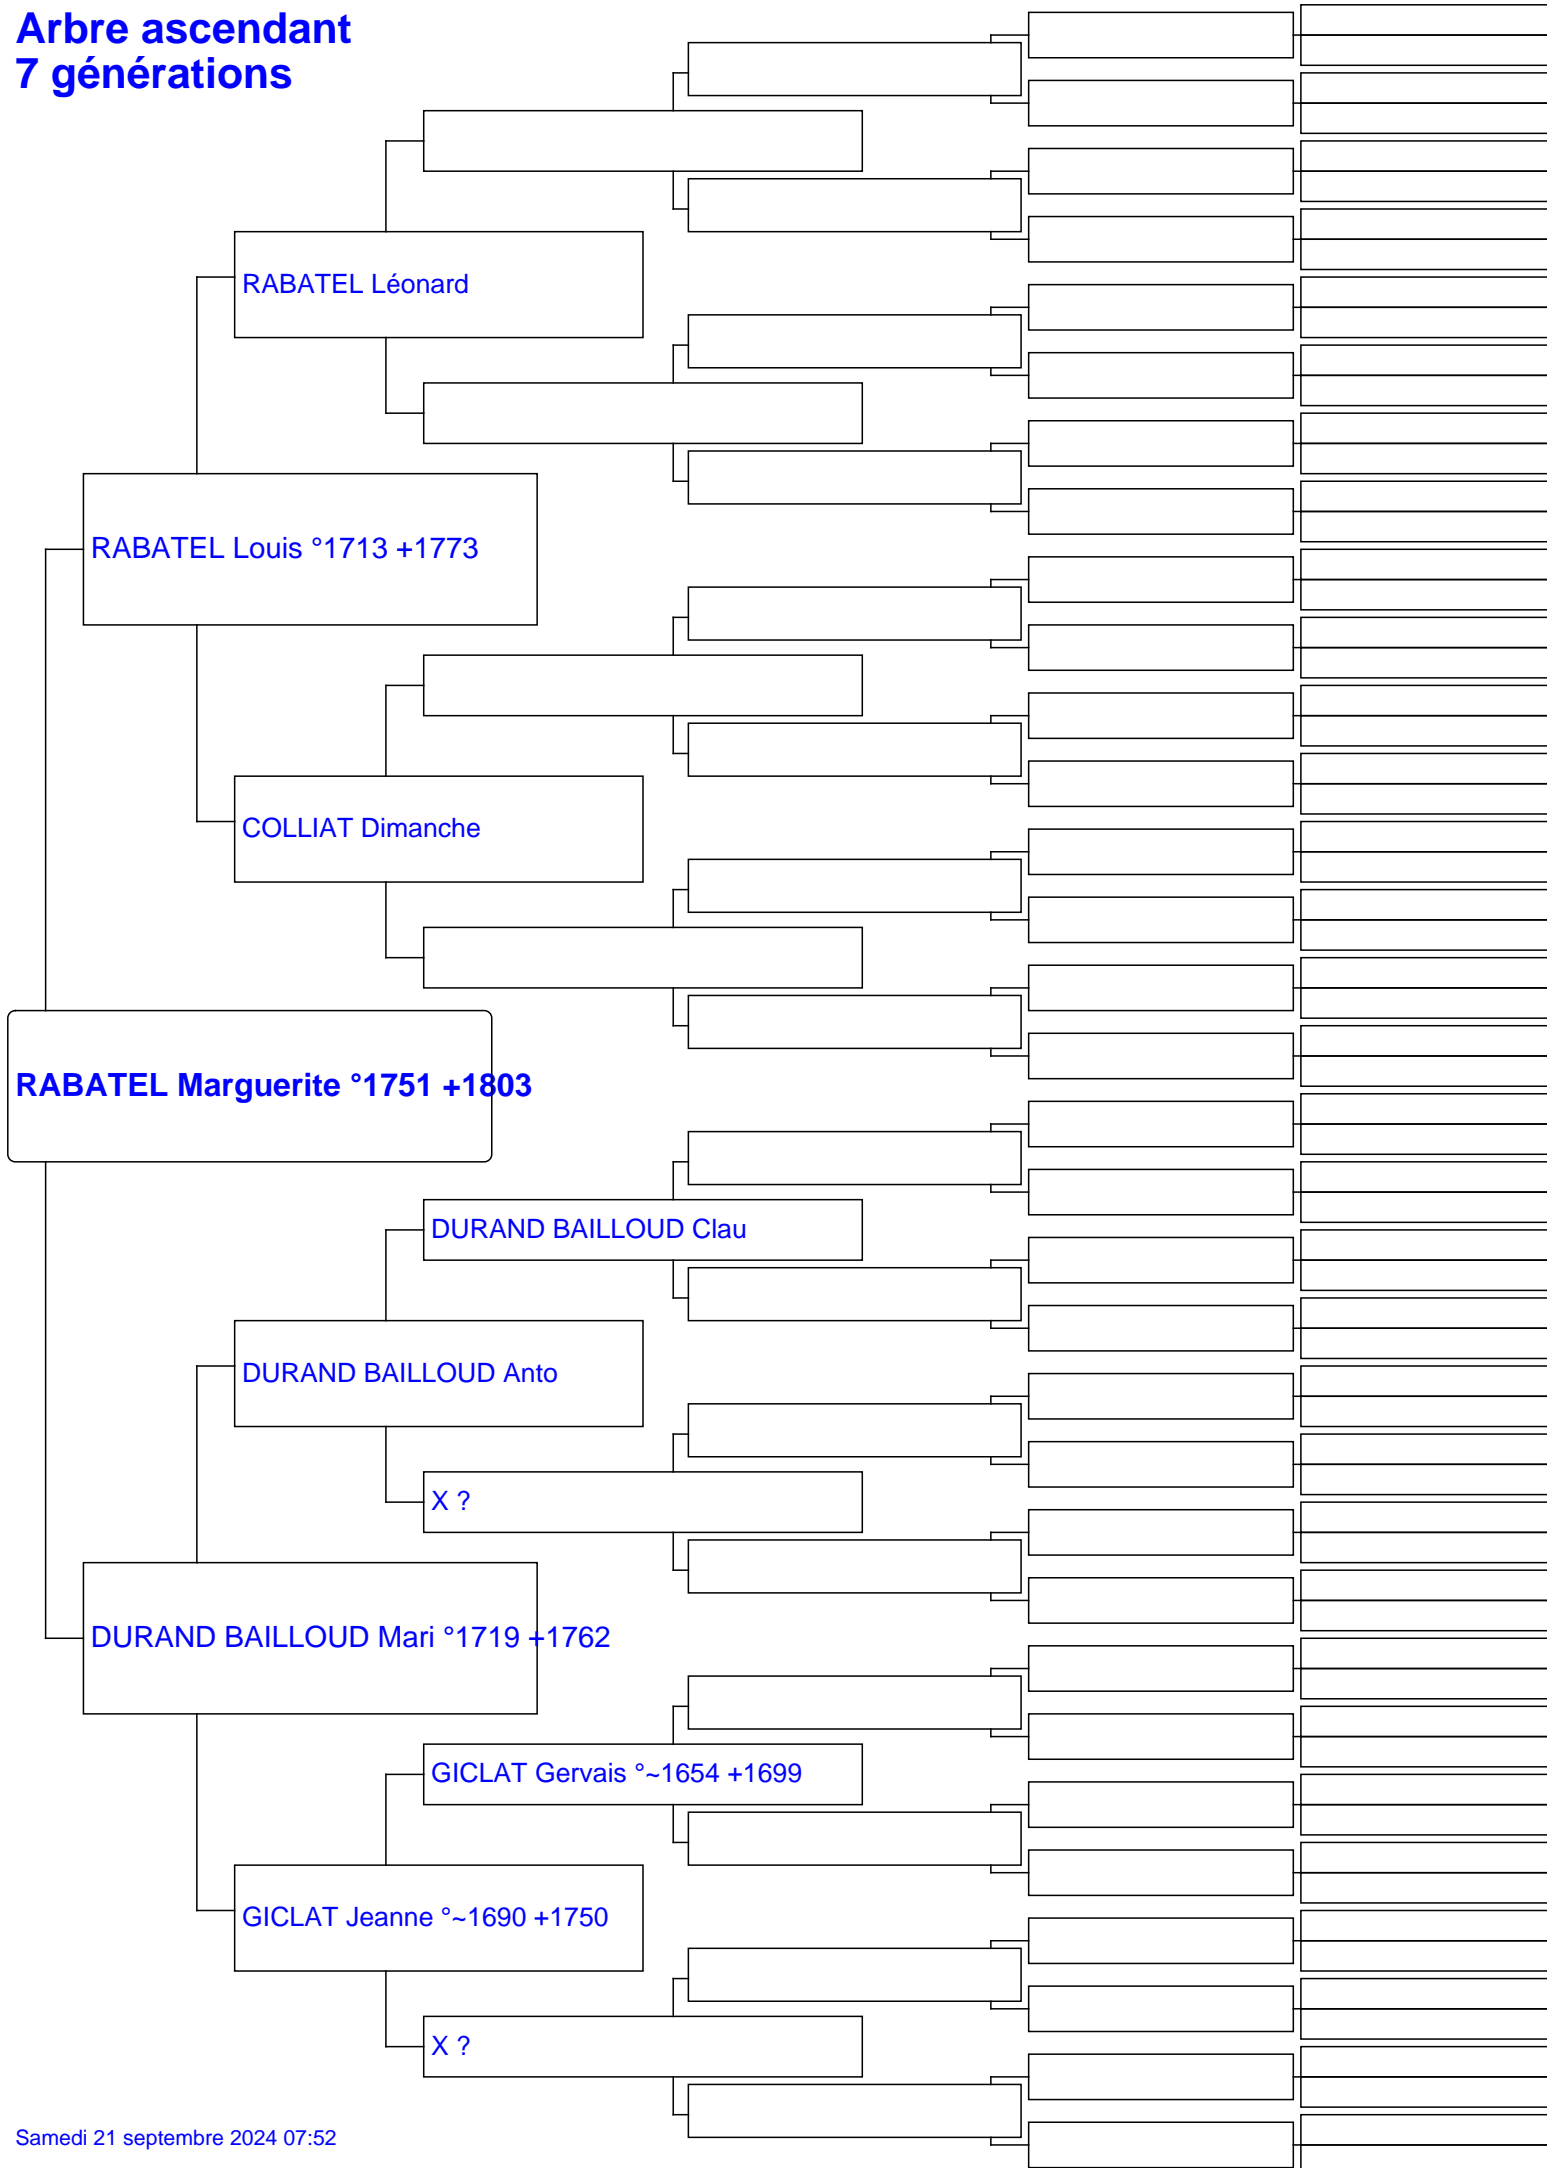 Arbre ascendant
7 générations
RABATEL Léonard
RABATEL Louis °1713 +1773
COLLIAT Dimanche
RABATEL Marguerite °1751 +1803
DURAND BAILLOUD Clau
DURAND BAILLOUD Anto
X ?
DURAND BAILLOUD Mari °1719 +1762
GICLAT Gervais °~1654 +1699
GICLAT Jeanne °~1690 +1750
X ?
Samedi 21 septembre 2024 07:52